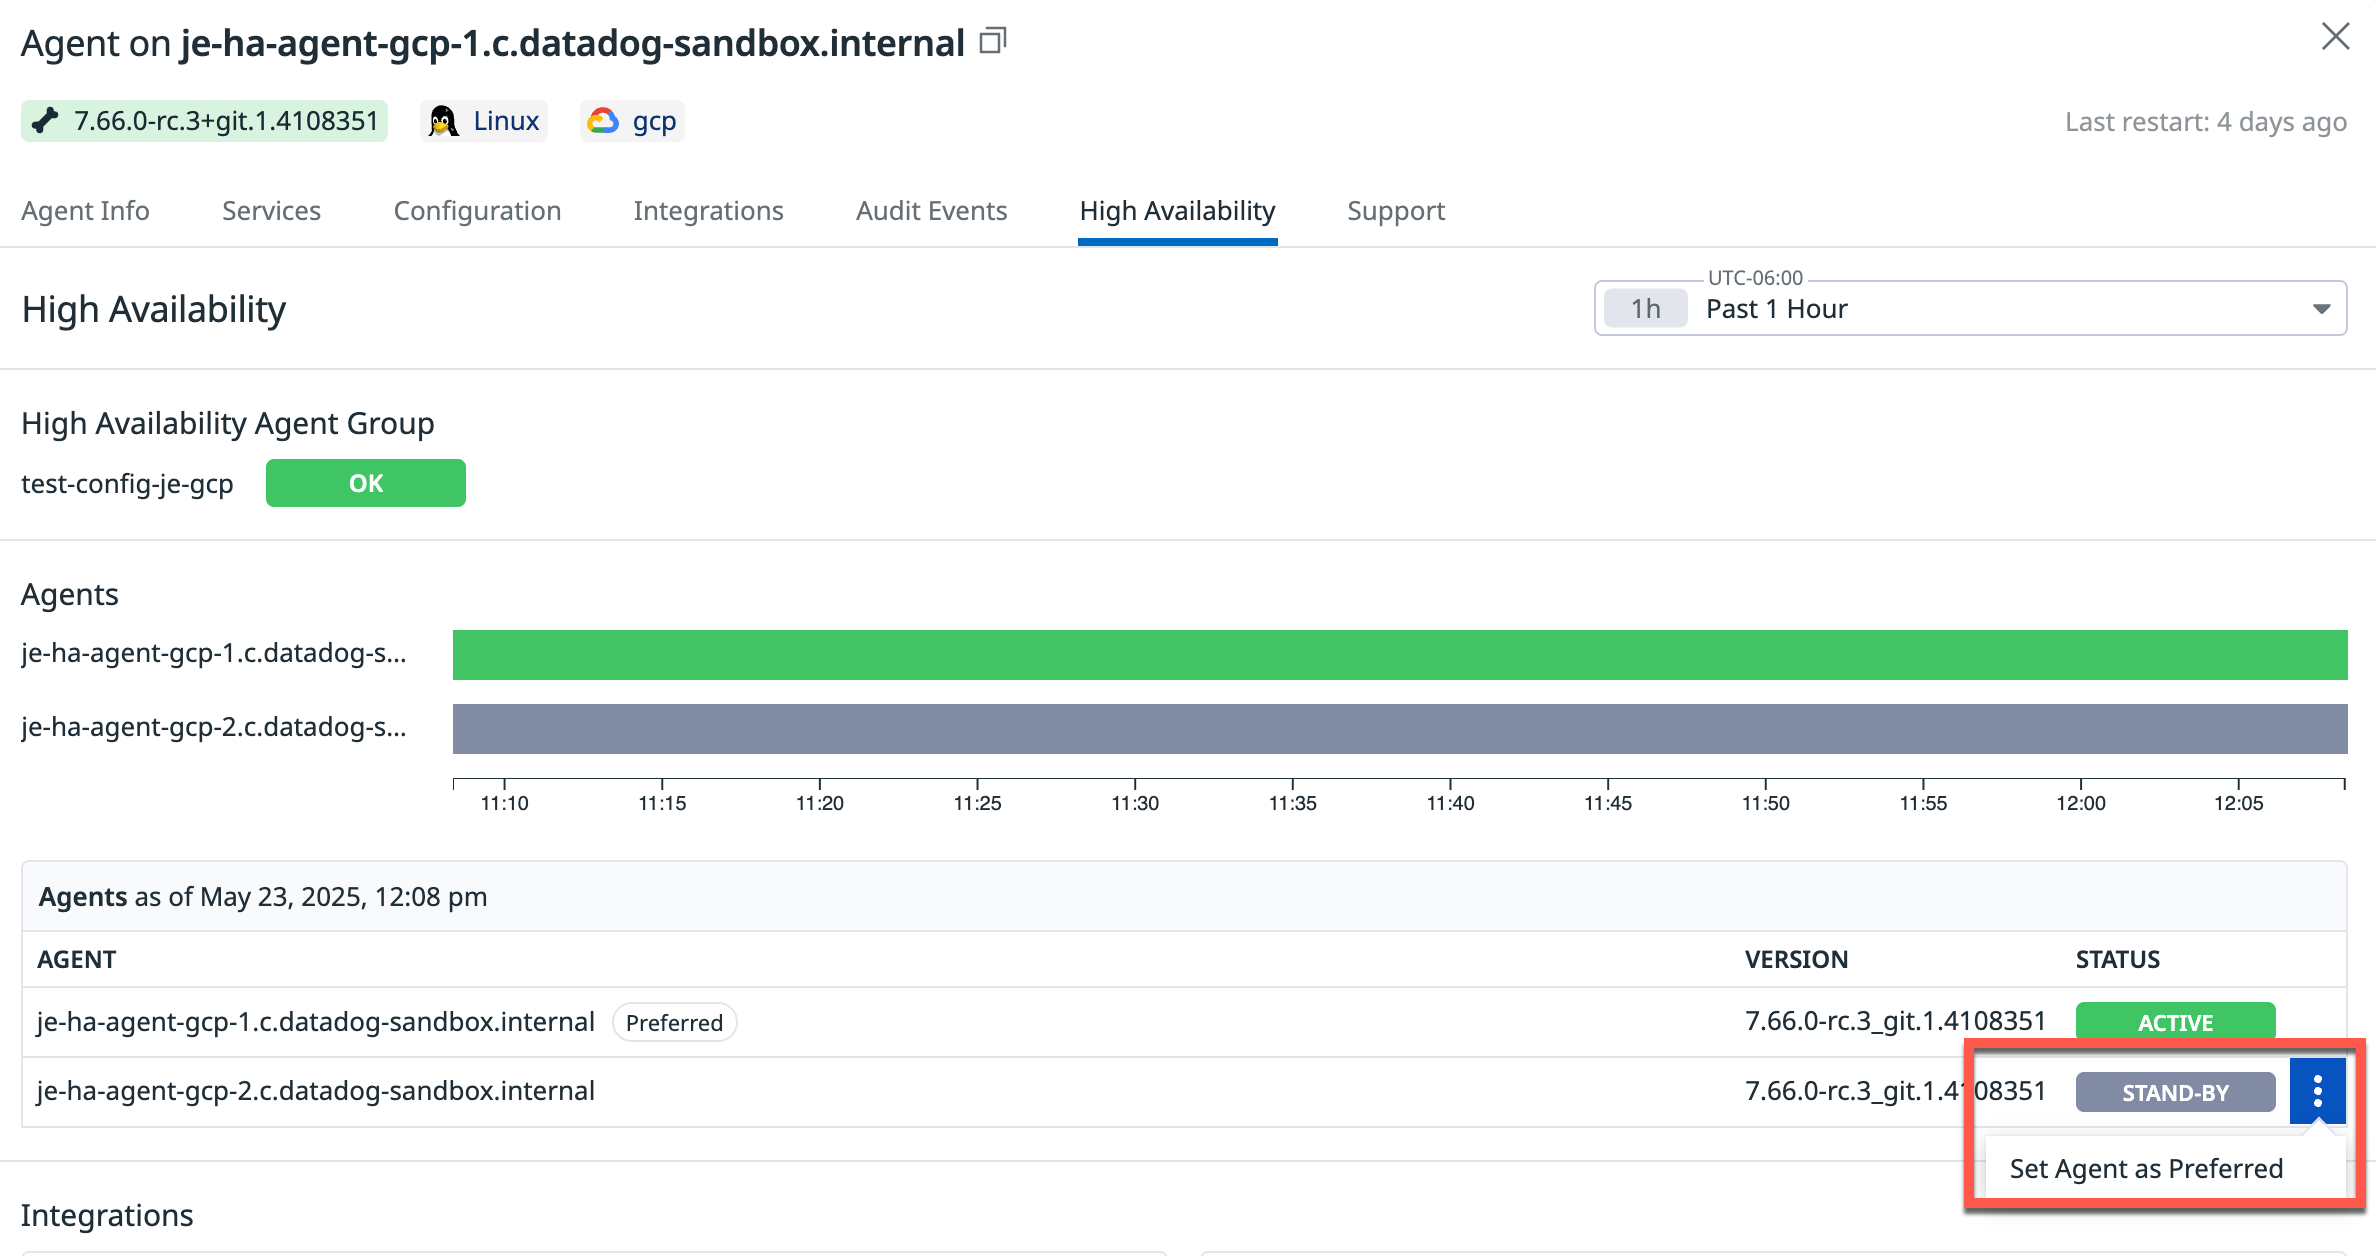 Agent on je-ha-agent-gcp-1.c.datadog-sandbox.internal
7.66.0-rc.3+git.1.4108351 Linux gcp Last restart: 4 days ago
Agent Info Services Configuration Integrations Audit Events High Availability Support
UTC-06:00
High Availability 1h Past 1 Hour
High Availability Agent Group
test-config-je-gcp OK
Agents
je-ha-agent-gcp-1.c.datadog-s...
je-ha-agent-gcp-2.c.datadog-s...
11:10 11:15 11:20 11:25 11:30 11:35 11:40 11:45 11:50 11:55 12:00 12:05
Agents as of May 23, 2025, 12:08 pm
AGENT VERSION STATUS
je-ha-agent-gcp-1.c.datadog-sandbox.internal Preferred 7.66.0-rc.3_git.1.4108351 ACTIVE
je-ha-agent-gcp-2.c.datadog-sandbox.internal 7.66.0-rc.3_git.1.4108351 STAND-BY
Set Agent as Preferred
Integrations